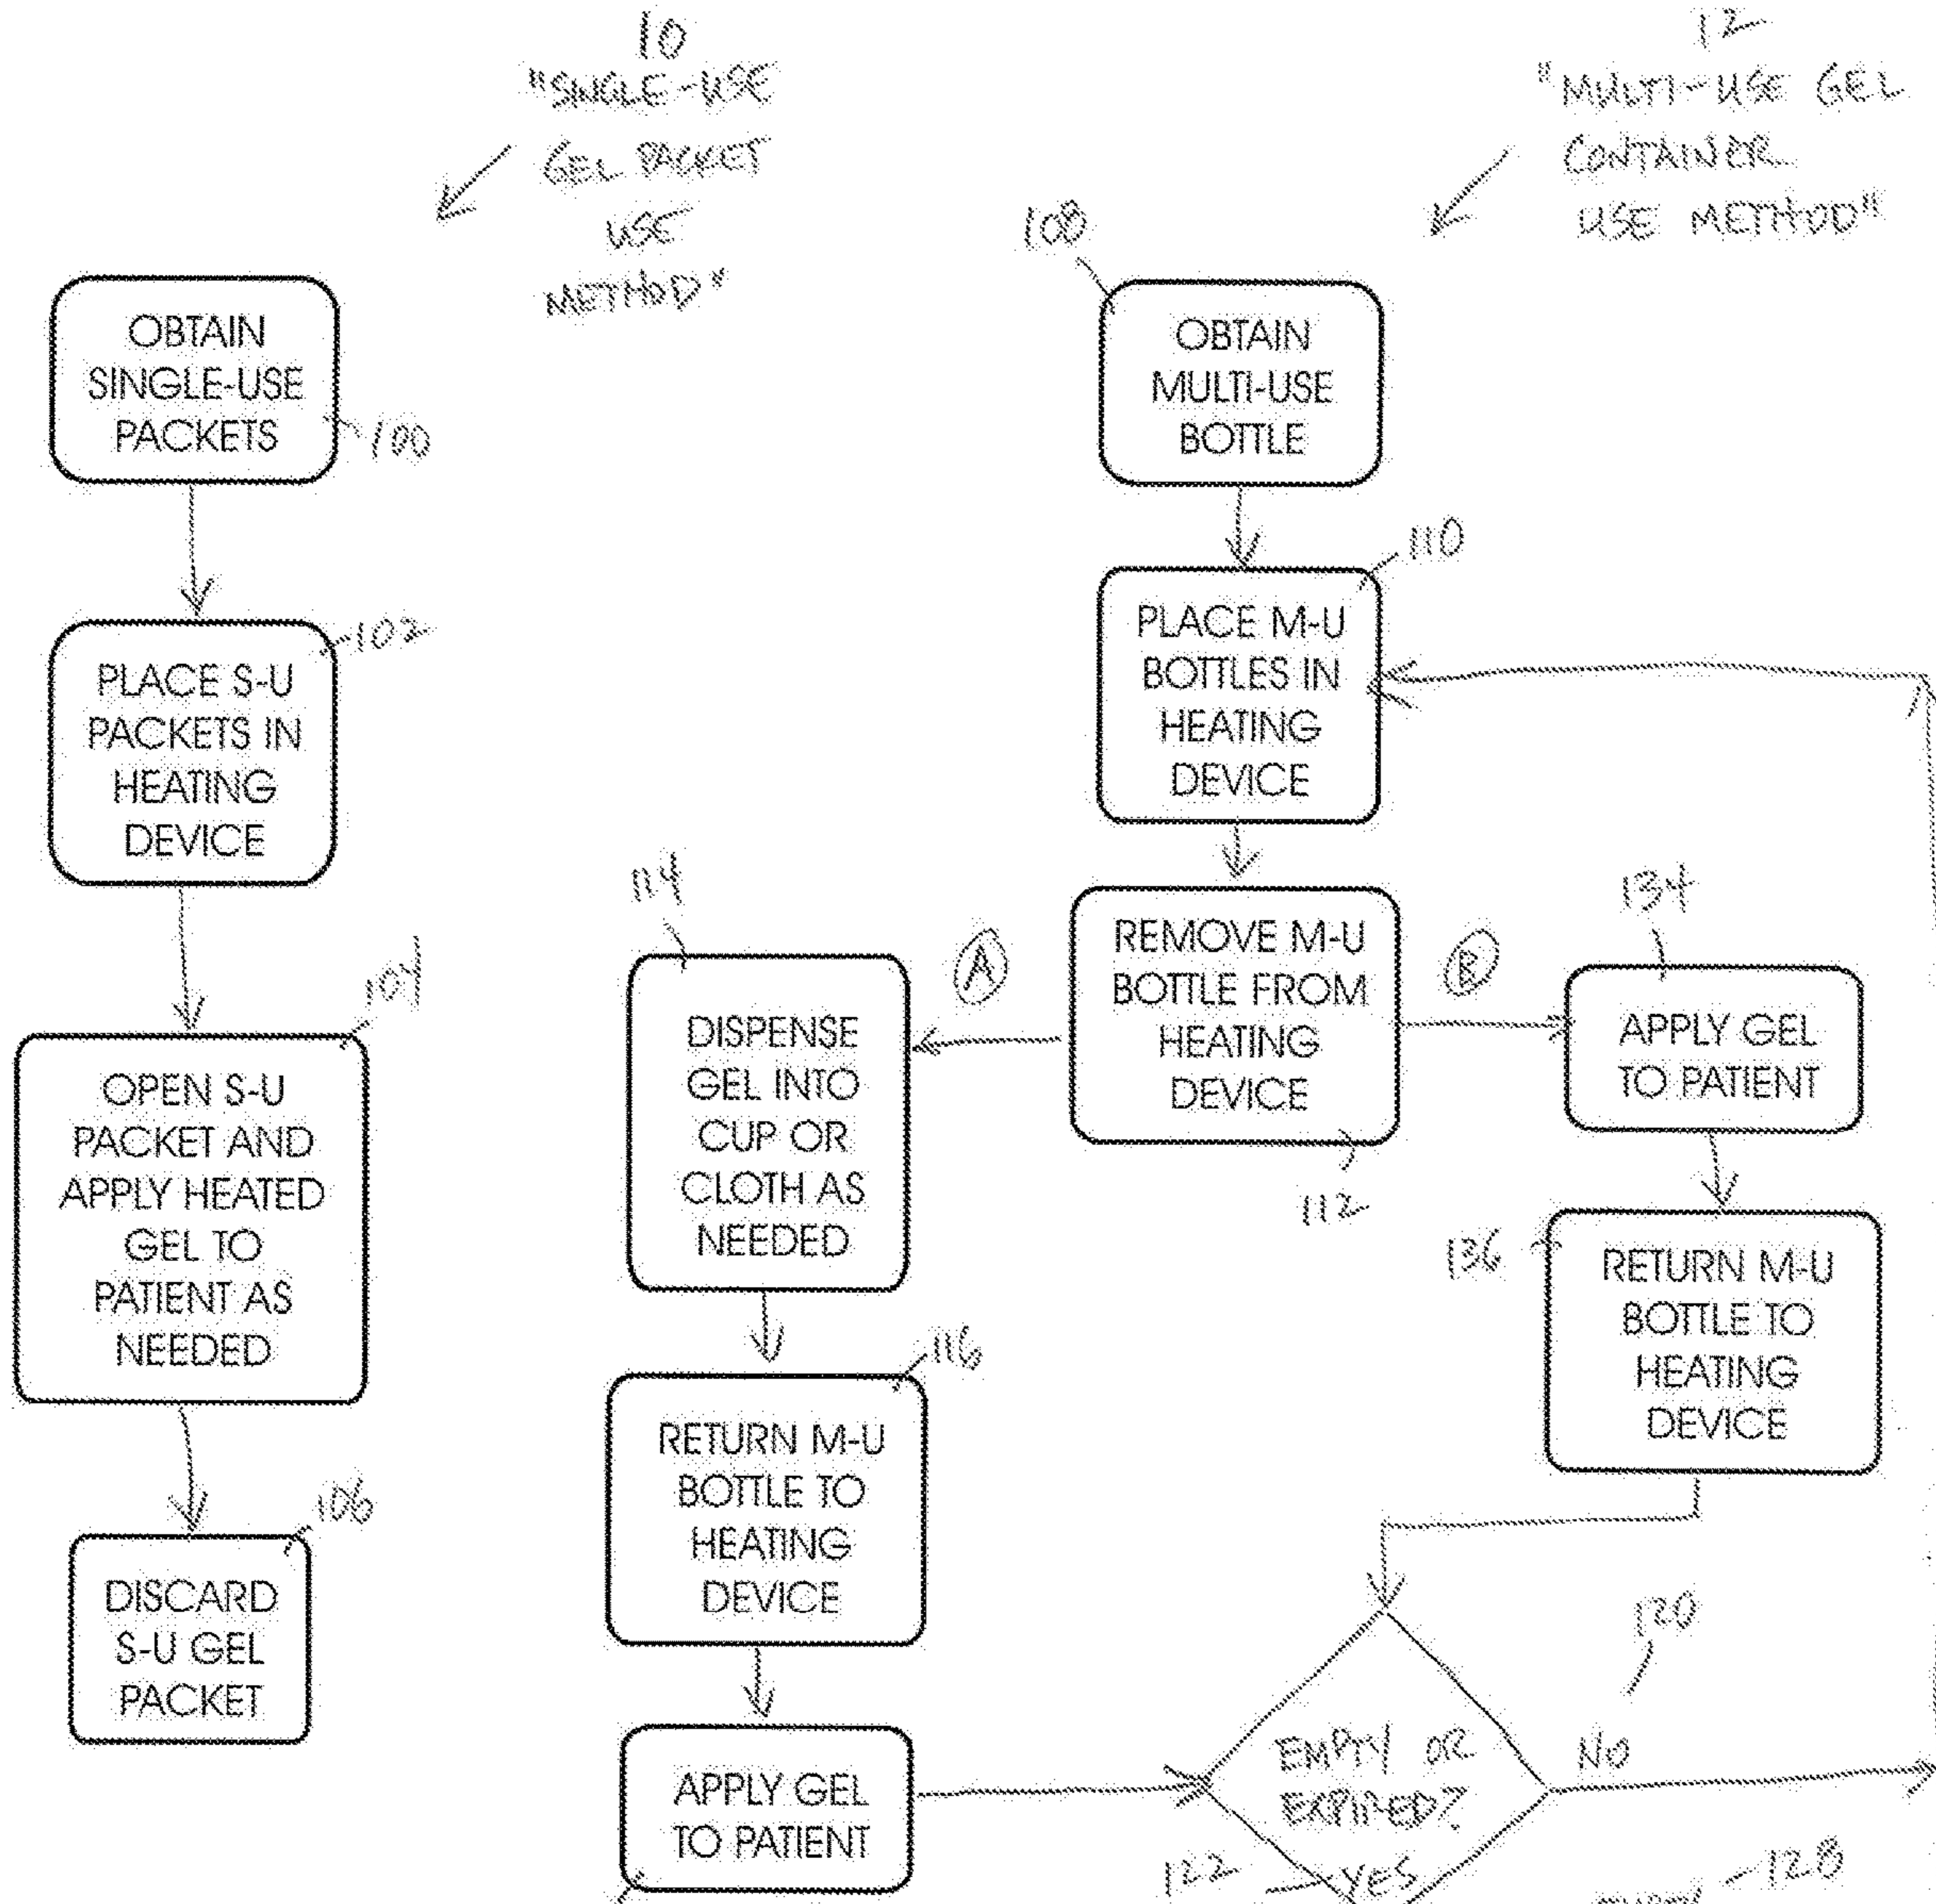 10
"SINGLE-USE
GEL PACKET
USE
METHOD"
OBTAIN
SINGLE-USE
PACKETS
100
PLACE S-U
PACKETS IN
HEATING
DEVICE
102
OPEN S-U
PACKET AND
APPLY HEATED
GEL TO
PATIENT AS
NEEDED
104
DISCARD
S-U GEL
PACKET
106
12
"MULTI-USE GEL
CONTAINER
USE METHOD"
108
OBTAIN
MULTI-USE
BOTTLE
110
PLACE M-U
BOTTLES IN
HEATING
DEVICE
REMOVE M-U
BOTTLE FROM
HEATING
DEVICE
112
A
114
DISPENSE
GEL INTO
CUP OR
CLOTH AS
NEEDED
116
RETURN M-U
BOTTLE TO
HEATING
DEVICE
APPLY GEL
TO PATIENT
B
134
APPLY GEL
TO PATIENT
136
RETURN M-U
BOTTLE TO
HEATING
DEVICE
120
EMPTY OR
EXPIRED?
NO
122
YES
128